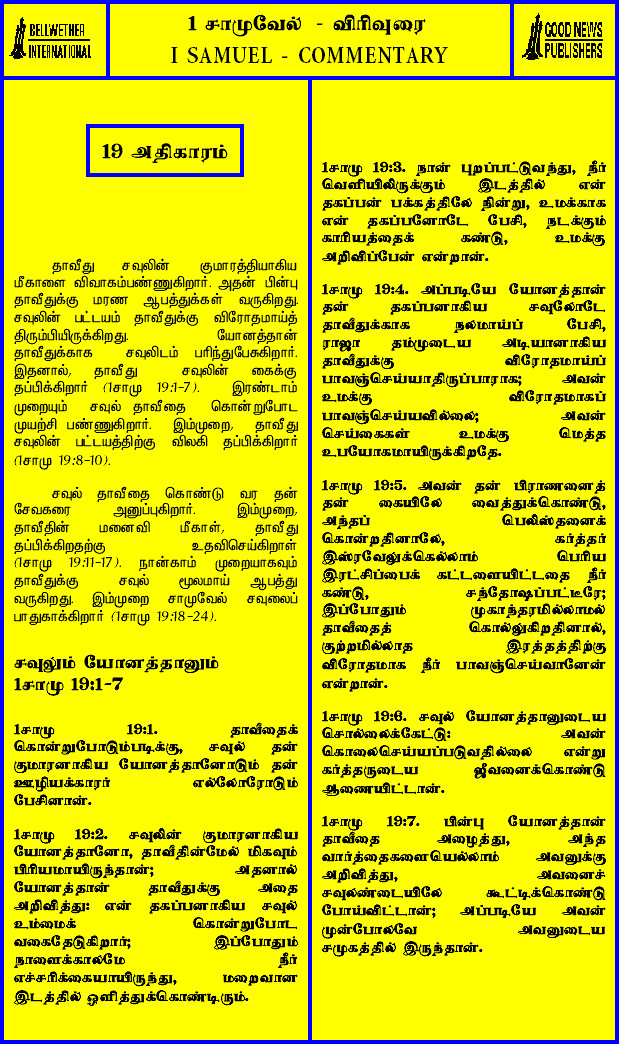 BELLWETHER
INTERNATIONAL
1 சாமுவேல் - விரிவுரை
I SAMUEL - COMMENTARY
GOOD NEWS
PUBLISHERS
19 அதிகாரம்
தாவீது சவுலின் குமாரத்தியாகிய
மீகாளை விவாகம்பண்ணுகிறார். அதன் பின்பு
தாவீதுக்கு மரண ஆபத்துக்கள் வருகிறது.
சவுலின் பட்டயம் தாவீதுக்கு விரோதமாய்த்
திரும்பியிருக்கிறது. யோனத்தான்
தாவீதுக்காக சவுலிடம் பரிந்துபேசுகிறார்.
இதனால், தாவீது சவுலின் கைக்கு
தப்பிக்கிறார் (1சாமு 19:1-7). இரண்டாம்
முறையும் சவுல் தாவீதை கொன்றுபோட
முயற்சி பண்ணுகிறார். இம்முறை, தாவீது
சவுலின் பட்டயத்திற்கு விலகி தப்பிக்கிறார்
(1சாமு 19:8-10).
சவுல் தாவீதை கொண்டு வர தன்
சேவகரை அனுப்புகிறார். இம்முறை,
தாவீதின் மனைவி மீகாள், தாவீது
தப்பிக்கிறதற்கு உதவிசெய்கிறாள்
(1சாமு 19:11-17). நான்காம் முறையாகவும்
தாவீதுக்கு சவுல் மூலமாய் ஆபத்து
வருகிறது. இம்முறை சாமுவேல் சவுலைப்
பாதுகாக்கிறார் (1சாமு 19:18-24).
சவுலும் யோனத்தானும்
1சாமு 19:1-7
1சாமு 19:1. தாவீதைக்
கொன்றுபோடும்படிக்கு, சவுல் தன்
குமாரனாகிய யோனத்தானோடும் தன்
ஊழியக்காரர் எல்லோரோடும்
பேசினான்.
1சாமு 19:2. சவுலின் குமாரனாகிய
யோனத்தானோ, தாவீதின்மேல் மிகவும்
பிரியமாயிருந்தான்; அதனால்
யோனத்தான் தாவீதுக்கு அதை
அறிவித்து: என் தகப்பனாகிய சவுல்
உம்மைக் கொன்றுபோட
வகைதேடுகிறார்; இப்போதும்
நாளைக்காலமே நீர்
எச்சரிக்கையாயிருந்து, மறைவான
இடத்தில் ஒளித்துக்கொண்டிரும்.
1சாமு 19:3. நான் புறப்பட்டுவந்து, நீர்
வெளியிலிருக்கும் இடத்தில் என்
தகப்பன் பக்கத்திலே நின்று, உமக்காக
என் தகப்பனோடே பேசி, நடக்கும்
காரியத்தைக் கண்டு, உமக்கு
அறிவிப்பேன் என்றான்.
1சாமு 19:4. அப்படியே யோனத்தான்
தன் தகப்பனாகிய சவுலோடே
தாவீதுக்காக நலமாய்ப் பேசி,
ராஜா தம்முடைய அடியானாகிய
தாவீதுக்கு விரோதமாய்ப்
பாவஞ்செய்யாதிருப்பாராக; அவன்
உமக்கு விரோதமாகப்
பாவஞ்செய்யவில்லை; அவன்
செய்கைகள் உமக்கு மெத்த
உபயோகமாயிருக்கிறதே.
1சாமு 19:5. அவன் தன் பிராணனைத்
தன் கையிலே வைத்துக்கொண்டு,
அந்தப் பெலிஸ்தனைக்
கொன்றதினாலே, கர்த்தர்
இஸ்ரவேலுக்கெல்லாம் பெரிய
இரட்சிப்பைக் கட்டளையிட்டதை நீர்
கண்டு, சந்தோஷப்பட்டீரே;
இப்போதும் முகாந்தரமில்லாமல்
தாவீதைத் கொல்லுகிறதினால்,
குற்றமில்லாத இரத்தத்திற்கு
விரோதமாக நீர் பாவஞ்செய்வானேன்
என்றான்.
1சாமு 19:6. சவுல் யோனத்தானுடைய
சொல்லைக்கேட்டு: அவன்
கொலைசெய்யப்படுவதில்லை என்று
கர்த்தருடைய ஜீவனைக்கொண்டு
ஆணையிட்டான்.
1சாமு 19:7. பின்பு யோனத்தான்
தாவீதை அழைத்து, அந்த
வார்த்தைகளையெல்லாம் அவனுக்கு
அறிவித்து, அவனைச்
சவுலண்டையிலே கூட்டிக்கொண்டு
போய்விட்டான்; அப்படியே அவன்
முன்போலவே அவனுடைய
சமுகத்தில் இருந்தான்.